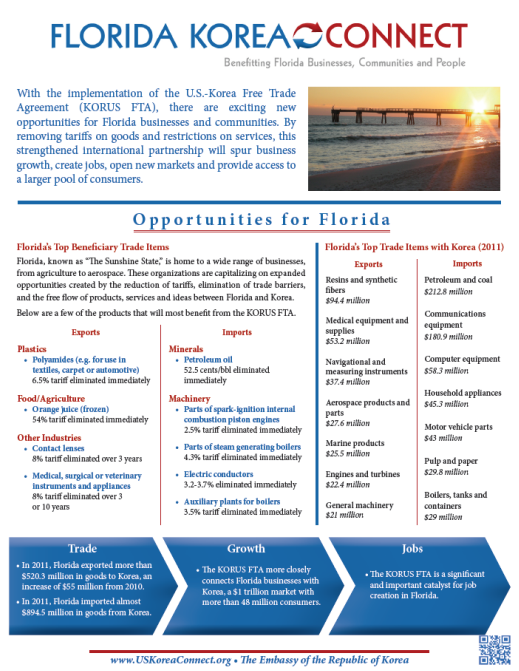 FLORIDA KOREA CONNECT
Benefitting Florida Businesses, Communities and People
With the implementation of the U.S.-Korea Free Trade
Agreement (KORUS FTA), there are exciting new
opportunities for Florida businesses and communities. By
removing tariffs on goods and restrictions on services, this
strengthened international partnership will spur business
growth, create jobs, open new markets and provide access to
a larger pool of consumers.
Opportunities for Florida
Florida's Top Beneficiary Trade Items
Florida, known as "The Sunshine State," is home to a wide range of businesses,
from agriculture to aerospace. These organizations are capitalizing on expanded
opportunities created by the reduction of tariffs, elimination of trade barriers,
and the free flow of products, services and ideas between Florida and Korea.
Below are a few of the products that will most benefit from the KORUS FTA.
Exports
Plastics
• Polyamides (e.g. for use in
textiles, carpet or automotive)
6.5% tariff eliminated immediately
Food/Agriculture
• Orange juice (frozen)
54% tariff eliminated immediately
Other Industries
• Contact lenses
8% tariff eliminated over 3 years
• Medical, surgical or veterinary
instruments and appliances
8% tariff eliminated over 3
or 10 years
Imports
Minerals
• Petroleum oil
52.5 cents/bbl eliminated
immediately
Machinery
• Parts of spark-ignition internal
combustion piston engines
2.5% tariff eliminated immediately
• Parts of steam generating boilers
4.3% tariff eliminated immediately
• Electric conductors
3.2-3.7% eliminated immediately
• Auxiliary plants for boilers
3.5% tariff eliminated immediately
Florida's Top Trade Items with Korea (2011)
Exports
Resins and synthetic
fibers
$94.4 million
Medical equipment and
supplies
$53.2 million
Navigational and
measuring instruments
$37.4 million
Aerospace products and
parts
$27.6 million
Marine products
$25.5 million
Engines and turbines
$22.4 million
General machinery
$21 million
Imports
Petroleum and coal
$212.8 million
Communications
equipment
$180.9 million
Computer equipment
$58.3 million
Household appliances
$45.3 million
Motor vehicle parts
$43 million
Pulp and paper
$29.8 million
Boilers, tanks and
containers
$29 million
Trade
• In 2011, Florida exported more than
$520.3 million in goods to Korea, an
increase of $55 million from 2010.
• In 2011, Florida imported almost
$894.5 million in goods from Korea.
Growth
• The KORUS FTA more closely
connects Florida businesses with
Korea, a $1 trillion market with
more than 48 million consumers.
Jobs
• The KORUS FTA is a significant
and important catalyst for job
creation in Florida.
www.USKoreaConnect.org • The Embassy of the Republic of Korea